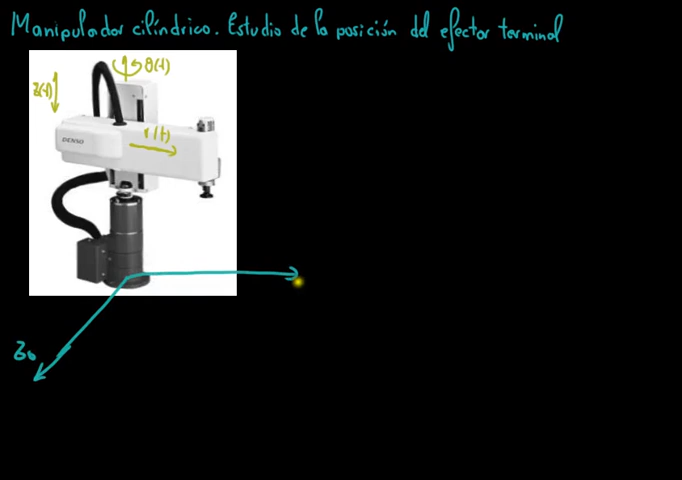 Manipulador cilíndrico. Estudio de la posición del efector terminal
θ(t)
z(t)
r(t)
DENSO
z₀